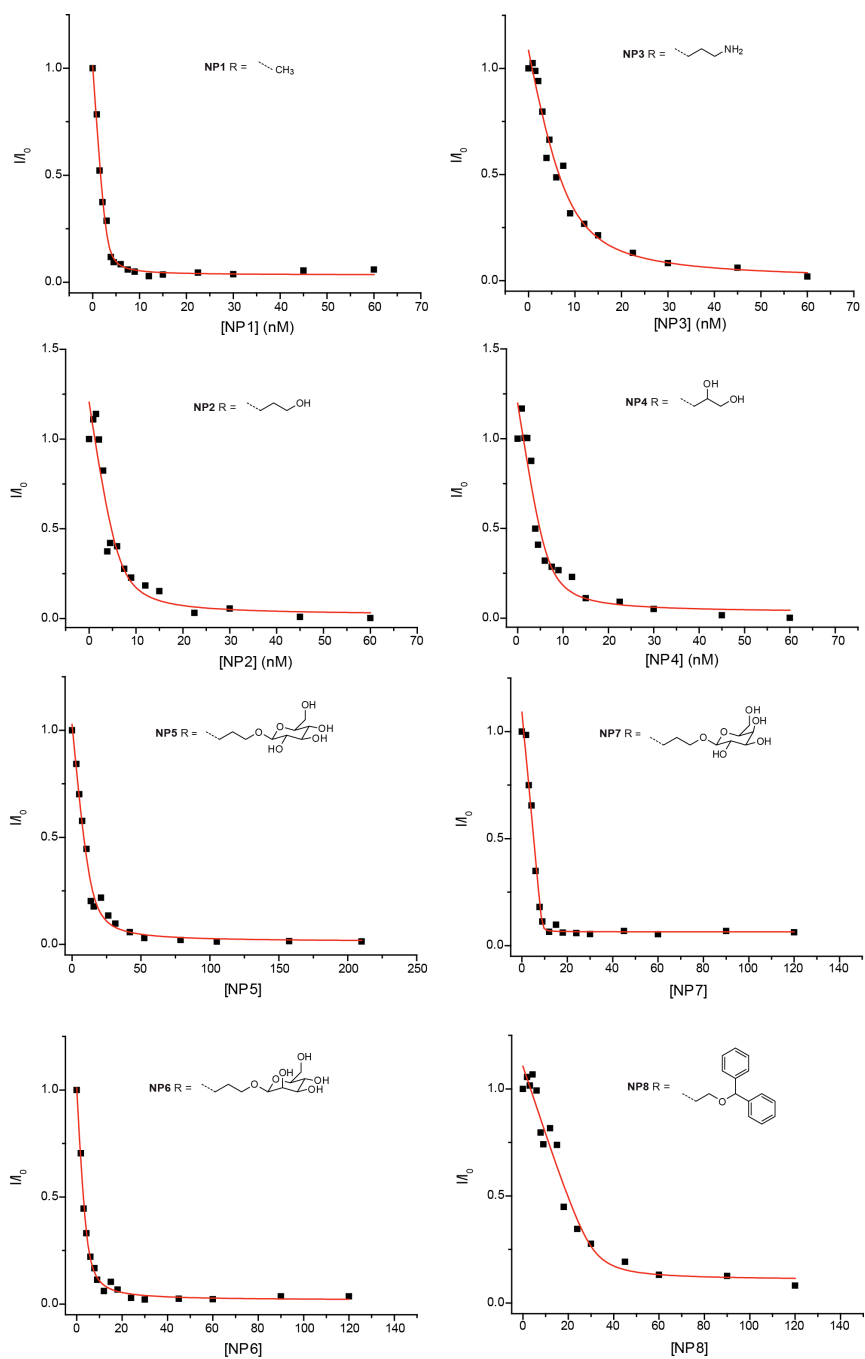 NP1 R = CH3
1.0
0.5
0.0
I/I0
0 10 20 30 40 50 60 70
[NP1] (nM)
NP3 R = NH2
1.0
0.5
0.0
I/I0
0 10 20 30 40 50 60 70
[NP3] (nM)
1.5
NP2 R = OH
1.0
0.5
0.0
I/I0
0 10 20 30 40 50 60 70
[NP2] (nM)
1.5
OH
NP4 R = OH
1.0
0.5
0.0
I/I0
0 10 20 30 40 50 60 70
[NP4] (nM)
OH
NP5 R = O O OH
HO OH
OH
1.0
0.5
0.0
I/I0
0 50 100 150 200 250
[NP5]
OH
OH
NP7 R = O O OH
OH
1.0
0.5
0.0
I/I0
0 20 40 60 80 100 120 140
[NP7]
OH
OH
NP6 R = O O OH
OH
1.0
0.5
0.0
I/I0
0 20 40 60 80 100 120 140
[NP6]
NP8 R =
O
1.0
0.5
0.0
I/I0
0 20 40 60 80 100 120 140
[NP8]